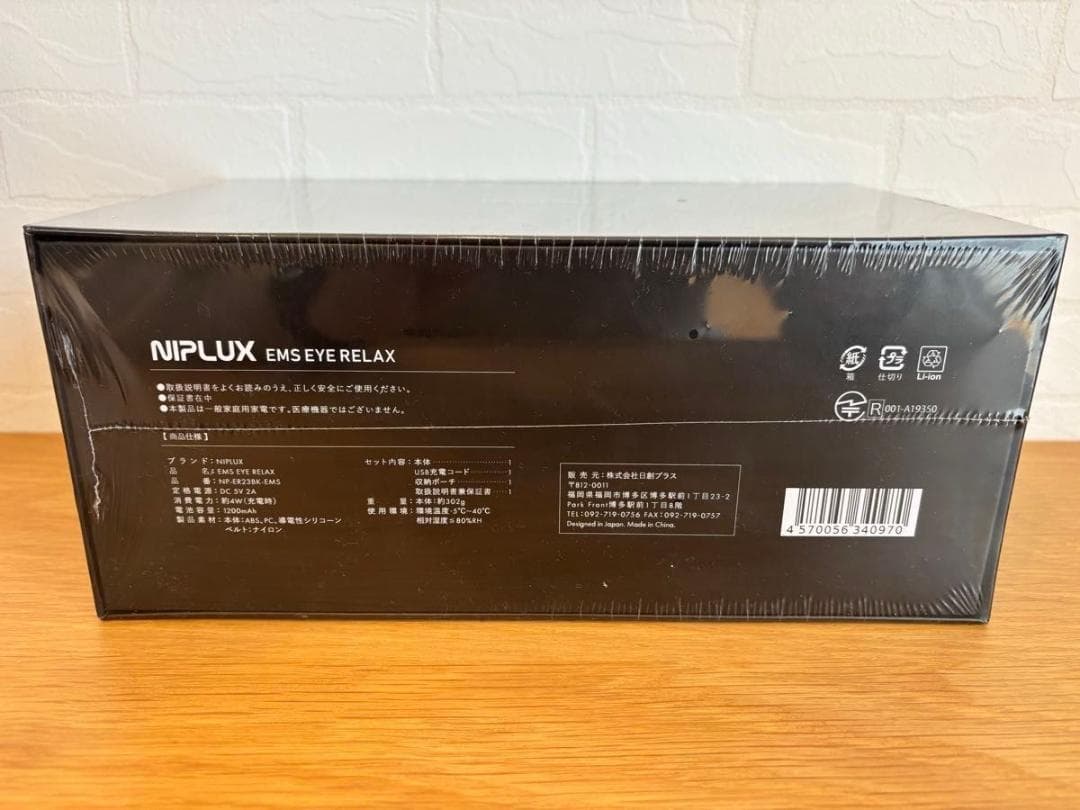 NIPLUX EMS EYE RELAX
●取扱説明書をよくお読みのうえ、正しく安全にご使用ください。
●保証書在中
●本製品は一般家庭用家電です。医療機器ではございません。
【商品仕様】
ブランド：NIPLUX
品　　名：EMS EYE RELAX
品　　番：NP-ER23BK-EMS
定格電源：DC 5V 2A
消費電力：約4W（充電時）
電池容量：1200mAh
製品素材：本体：ABS、PC、導電性シリコーン
ベルト：ナイロン
セット内容：本体 1
USB充電コード 1
収納ポーチ 1
取扱説明書兼保証書 1
重　　量：本体：約302g
使用環境：環境温度-5℃〜40℃
相対湿度≦80%RH
販売元：株式会社日創プラス
〒812-0011
福岡県福岡市博多区博多駅前1丁目23-2
Park Front博多駅前1丁目8階
TEL：092-719-0756 FAX：092-719-0757
Designed in Japan. Made in China.
紙 プラ
箱 仕切り Li-ion
R 001-A19350
4 570056 340970